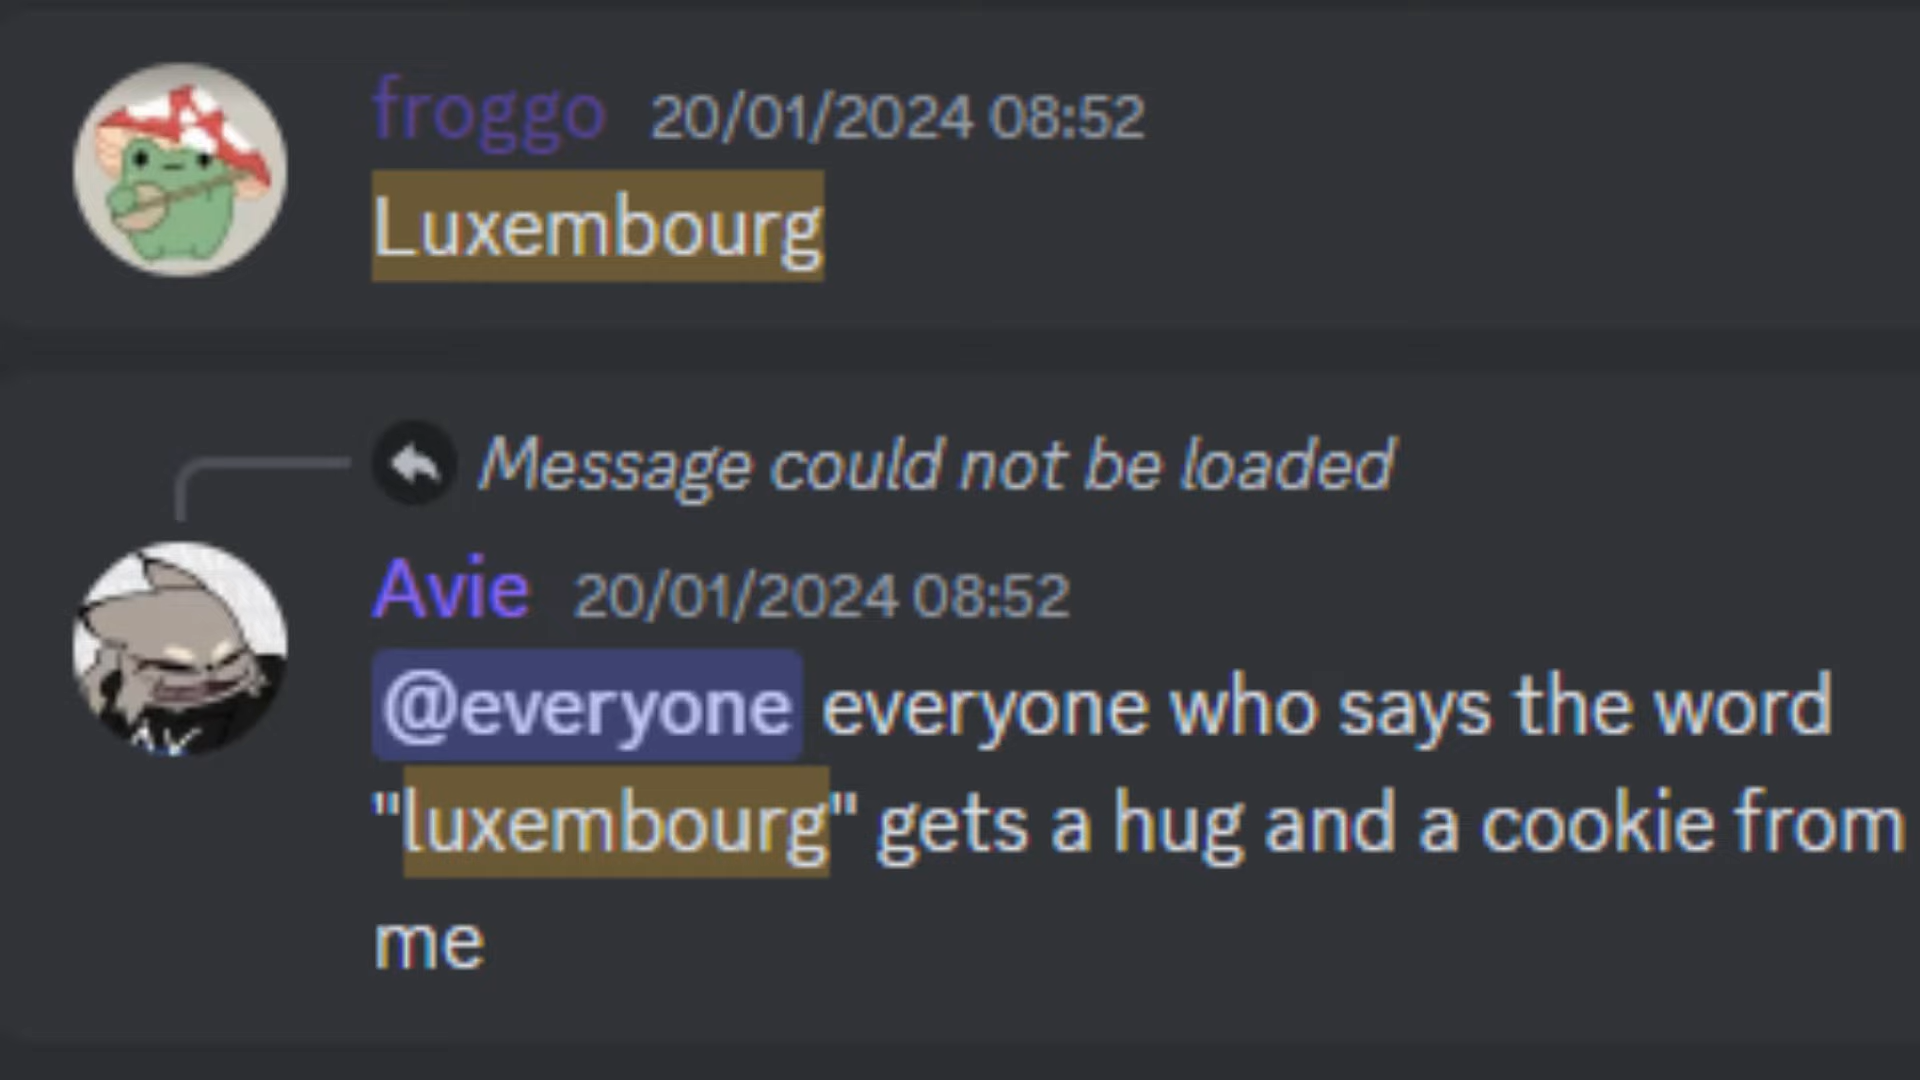 froggo 20/01/2024 08:52
Luxembourg
Message could not be loaded
Avie 20/01/2024 08:52
@everyone everyone who says the word
"luxembourg" gets a hug and a cookie from
me